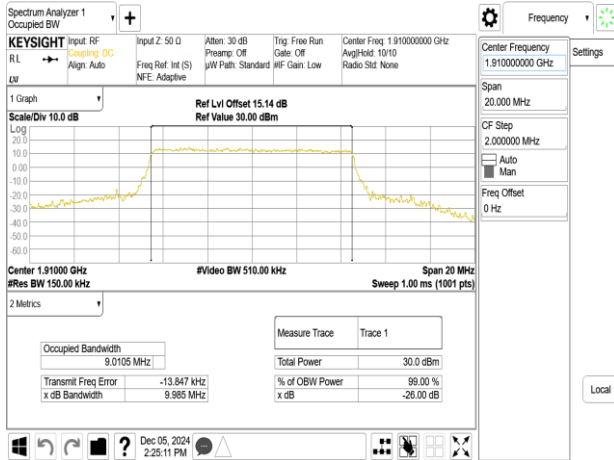 Spectrum Analyzer 1
Occupied BW
Frequency
Settings
KEYSIGHT
RL
LXI
Input: RF
Coupling: DC
Align: Auto
Input Z: 50 Ω
Freq Ref: Int (S)
NFE: Adaptive
Atten: 30 dB
Preamp: Off
µW Path: Standard
Trig: Free Run
Gate: Off
#IF Gain: Low
Center Freq: 1.910000000 GHz
Avg|Hold: 10/10
Radio Std: None
Center Frequency
1.910000000 GHz
Span
20.000 MHz
CF Step
2.000000 MHz
Auto
Man
Freq Offset
0 Hz
Local
1 Graph
Scale/Div 10.0 dB
Ref Lvl Offset 15.14 dB
Ref Value 30.00 dBm
Log
20.0
10.0
0.00
-10.0
-20.0
-30.0
-40.0
-50.0
-60.0
Center 1.91000 GHz
#Res BW 150.00 kHz
#Video BW 510.00 kHz
Span 20 MHz
Sweep 1.00 ms (1001 pts)
2 Metrics
Occupied Bandwidth
9.0105 MHz
Transmit Freq Error -13.847 kHz
x dB Bandwidth 9.985 MHz
Measure Trace Trace 1
Total Power 30.0 dBm
% of OBW Power 99.00 %
x dB -26.00 dB
?
Dec 05, 2024
2:25:11 PM